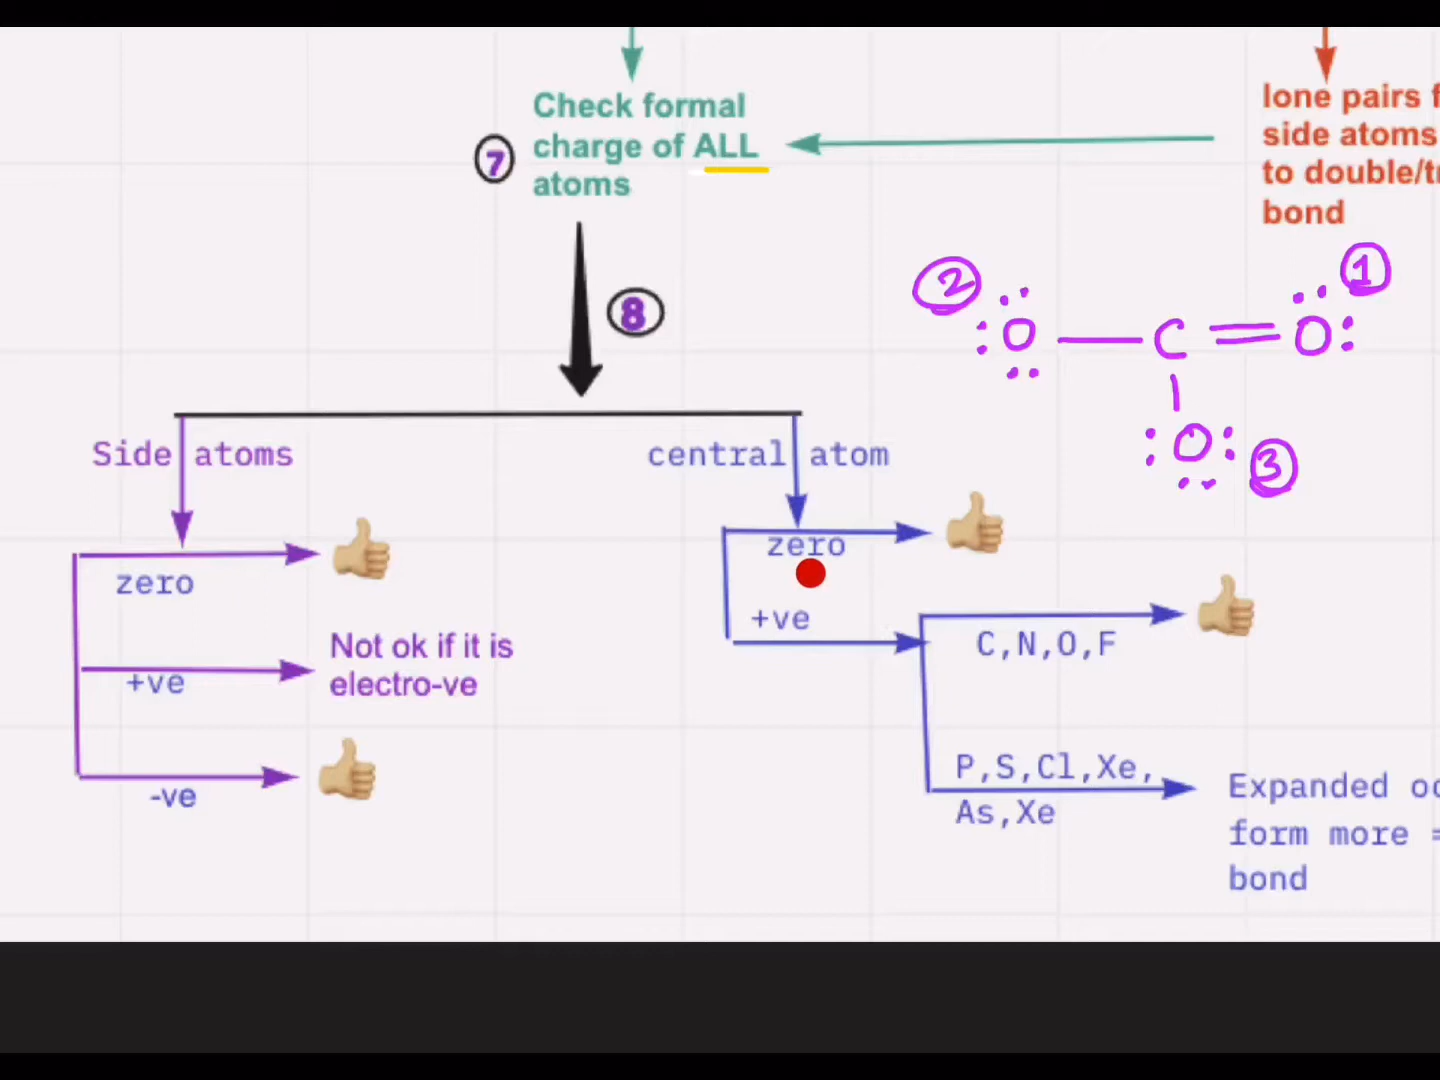 Check formal
charge of ALL
atoms
7
lone pairs f
side atoms
to double/t
bond
8
2
1
:O — C = O:
:O:
3
Side atoms
central atom
zero
+ve
Not ok if it is
electro-ve
-ve
zero
+ve
C,N,O,F
P,S,Cl,Xe,
As,Xe
Expanded oc
form more =
bond